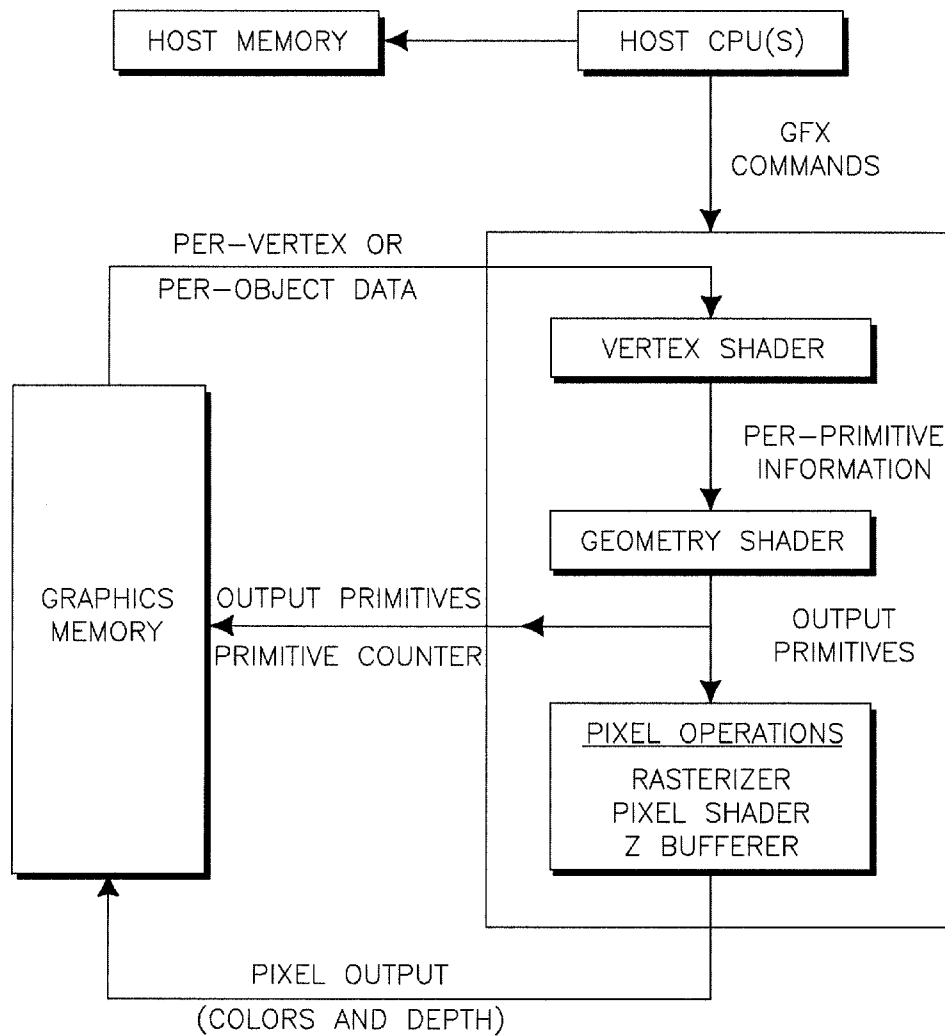 HOST MEMORY
HOST CPU(S)
GFX
COMMANDS
PER-VERTEX OR
PER-OBJECT DATA
VERTEX SHADER
PER-PRIMITIVE
INFORMATION
GEOMETRY SHADER
GRAPHICS
MEMORY
OUTPUT PRIMITIVES
PRIMITIVE COUNTER
OUTPUT
PRIMITIVES
PIXEL OPERATIONS
RASTERIZER
PIXEL SHADER
Z BUFFERER
PIXEL OUTPUT
(COLORS AND DEPTH)